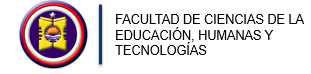 FACULTAD DE CIENCIAS DE LA
EDUCACIÓN, HUMANAS Y
TECNOLOGÍAS